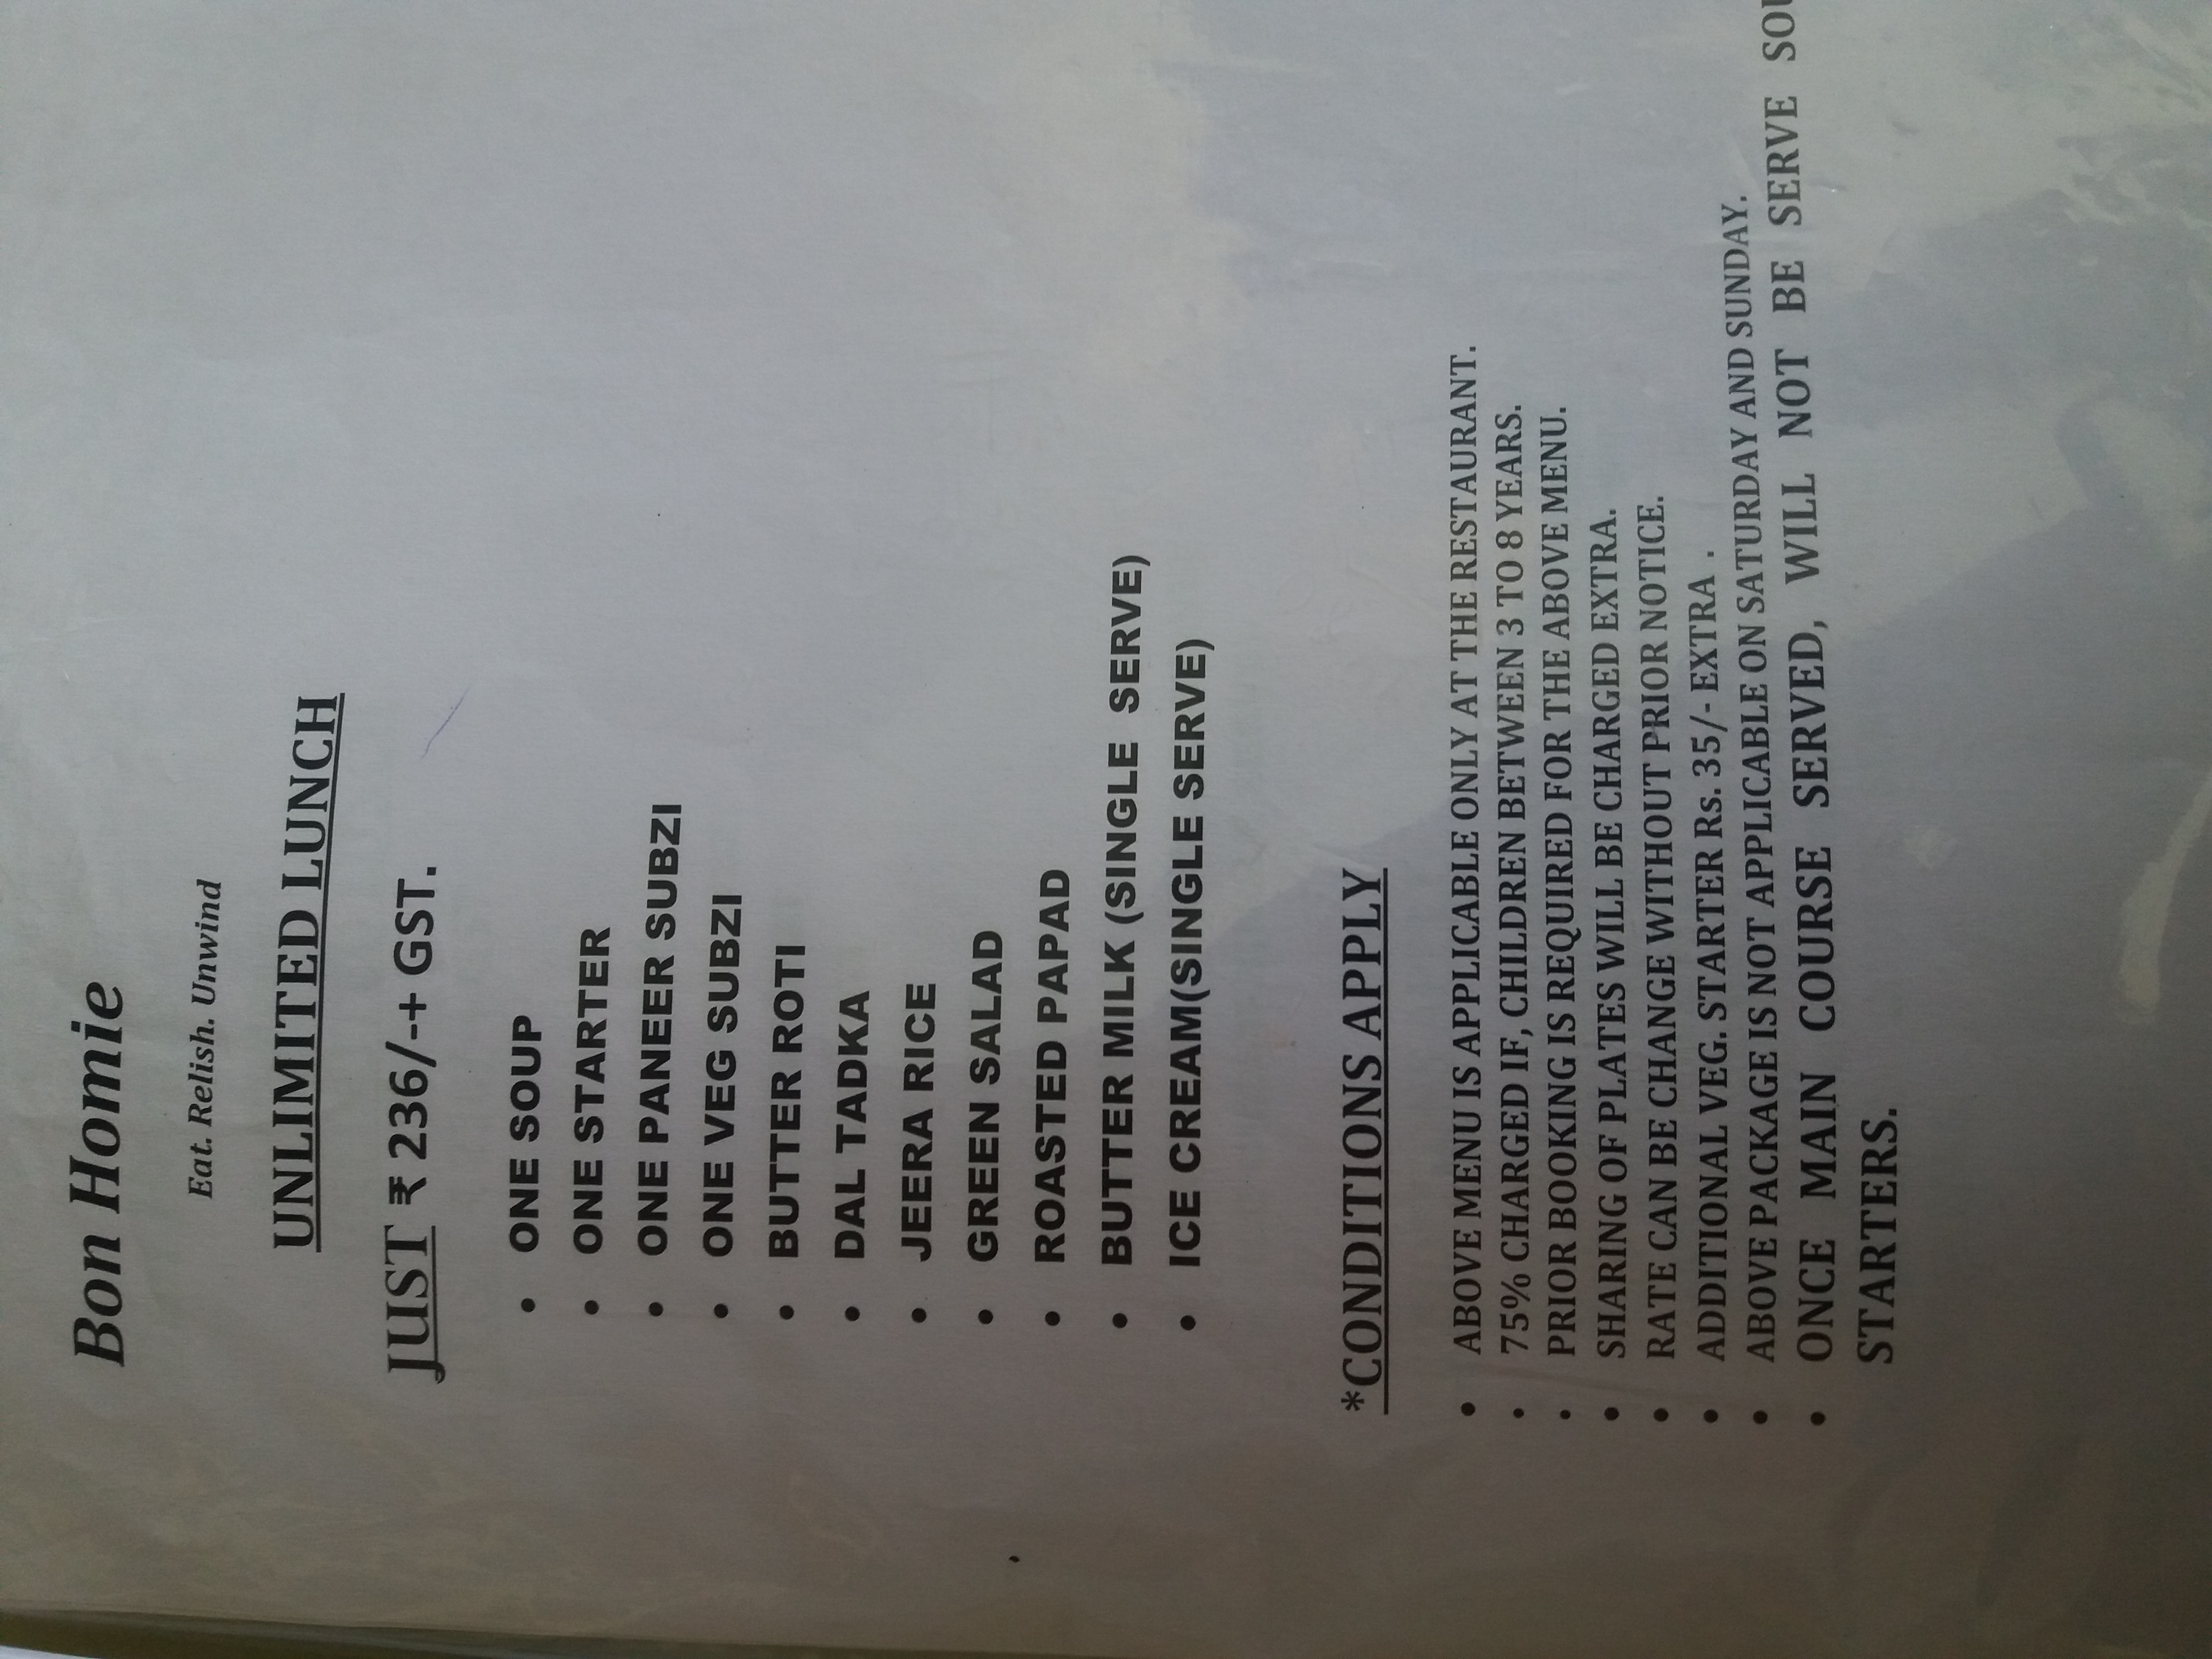 Bon Homie
Eat. Relish. Unwind
UNLIMITED LUNCH
JUST ₹ 236/-+ GST.
• ONE SOUP
• ONE STARTER
• ONE PANEER SUBZI
• ONE VEG SUBZI
• BUTTER ROTI
• DAL TADKA
• JEERA RICE
• GREEN SALAD
• ROASTED PAPAD
• BUTTER MILK (SINGLE SERVE)
• ICE CREAM(SINGLE SERVE)
*CONDITIONS APPLY
• ABOVE MENU IS APPLICABLE ONLY AT THE RESTAURANT.
• 75% CHARGED IF, CHILDREN BETWEEN 3 TO 8 YEARS.
• PRIOR BOOKING IS REQUIRED FOR THE ABOVE MENU.
• SHARING OF PLATES WILL BE CHARGED EXTRA.
• RATE CAN BE CHANGE WITHOUT PRIOR NOTICE.
• ADDITIONAL VEG. STARTER Rs. 35/- EXTRA .
• ABOVE PACKAGE IS NOT APPLICABLE ON SATURDAY AND SUNDAY.
• ONCE MAIN COURSE SERVED, WILL NOT BE SERVE
STARTERS.